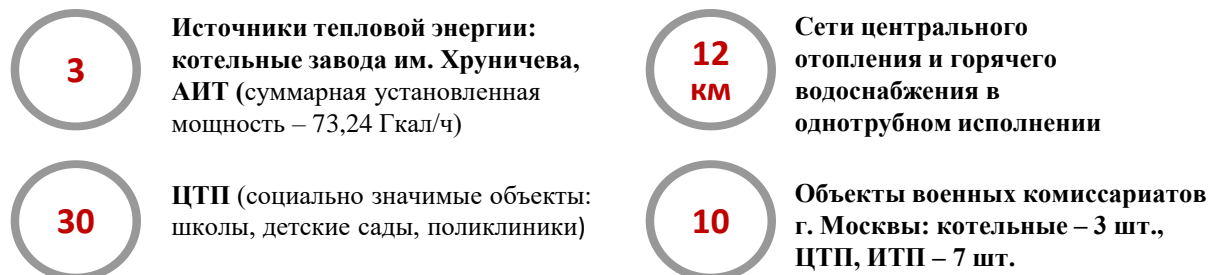 3
Источники тепловой энергии:
котельные завода им. Хруничева,
АИТ (суммарная установленная
мощность – 73,24 Гкал/ч)
12
км
Сети центрального
отопления и горячего
водоснабжения в
однотрубном исполнении
30
ЦТП (социально значимые объекты:
школы, детские сады, поликлиники)
10
Объекты военных комиссариатов
г. Москвы: котельные – 3 шт.,
ЦТП, ИТП – 7 шт.